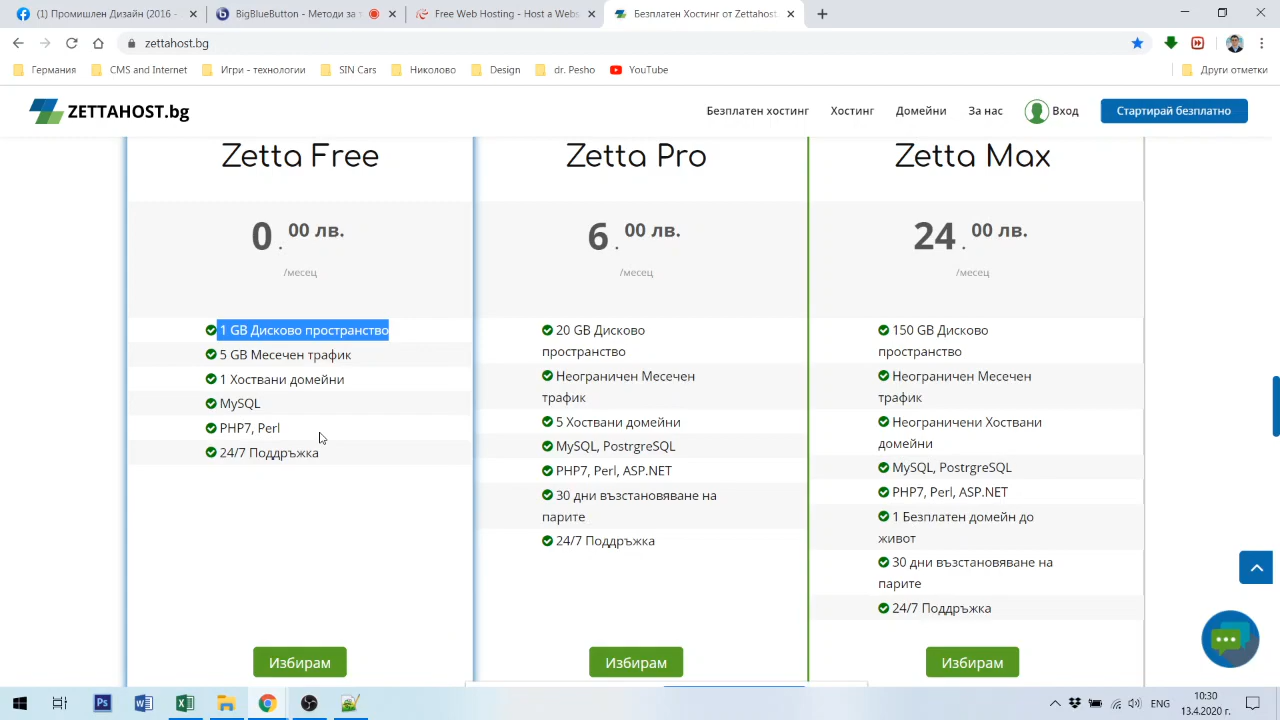 (1) Промишлен Дизайн (2016 -
BigBlueButton - Методи за т
Free Web Hosting - Host a Webs
Безплатен Хостинг от Zettahost.
zettahost.bg
Германия
CMS and Internet
Игри - технологии
SIN Cars
Николово
Design
dr. Pesho
YouTube
Други отметки
ZETTAHOST.bg
Безплатен хостинг
Хостинг
Домейни
За нас
Вход
Стартирай безплатно
Zetta Free
0.00 лв.
/месец
1 GB Дисково пространство
5 GB Месечен трафик
1 Хоствани домейни
MySQL
PHP7, Perl
24/7 Поддръжка
Избирам
Zetta Pro
6.00 лв.
/месец
20 GB Дисково
пространство
Неограничен Месечен
трафик
5 Хоствани домейни
MySQL, PostrgreSQL
PHP7, Perl, ASP.NET
30 дни възстановяване на
парите
24/7 Поддръжка
Избирам
Zetta Max
24.00 лв.
/месец
150 GB Дисково
пространство
Неограничен Месечен
трафик
Неограничени Хоствани
домейни
MySQL, PostrgreSQL
PHP7, Perl, ASP.NET
1 Безплатен домейн до
живот
30 дни възстановяване на
парите
24/7 Поддръжка
Избирам
ENG
10:30
13.4.2020 г.